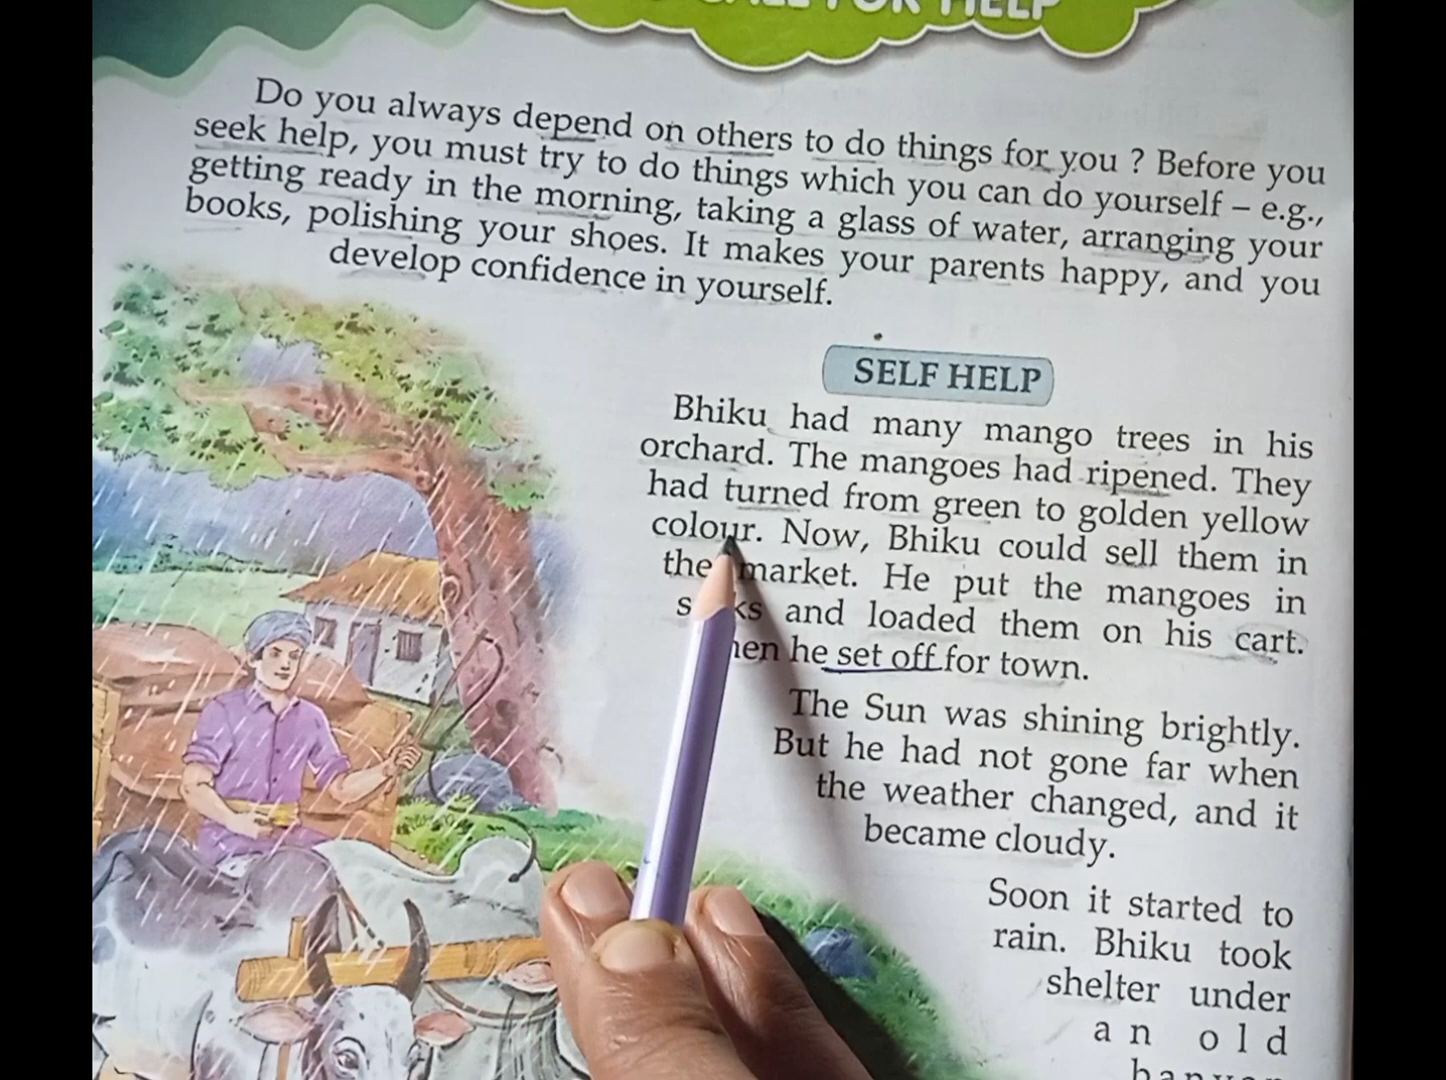 FOR HELP
Do you always depend on others to do things for you ? Before you
seek help, you must try to do things which you can do yourself – e.g.,
getting ready in the morning, taking a glass of water, arranging your
books, polishing your shoes. It makes your parents happy, and you
develop confidence in yourself.
SELF HELP
Bhiku had many mango trees in his
orchard. The mangoes had ripened. They
had turned from green to golden yellow
colour. Now, Bhiku could sell them in
the market. He put the mangoes in
and loaded them on his cart.
he set off for town.
The Sun was shining brightly.
But he had not gone far when
the weather changed, and it
became cloudy.
Soon it started to
rain. Bhiku took
shelter under
an old